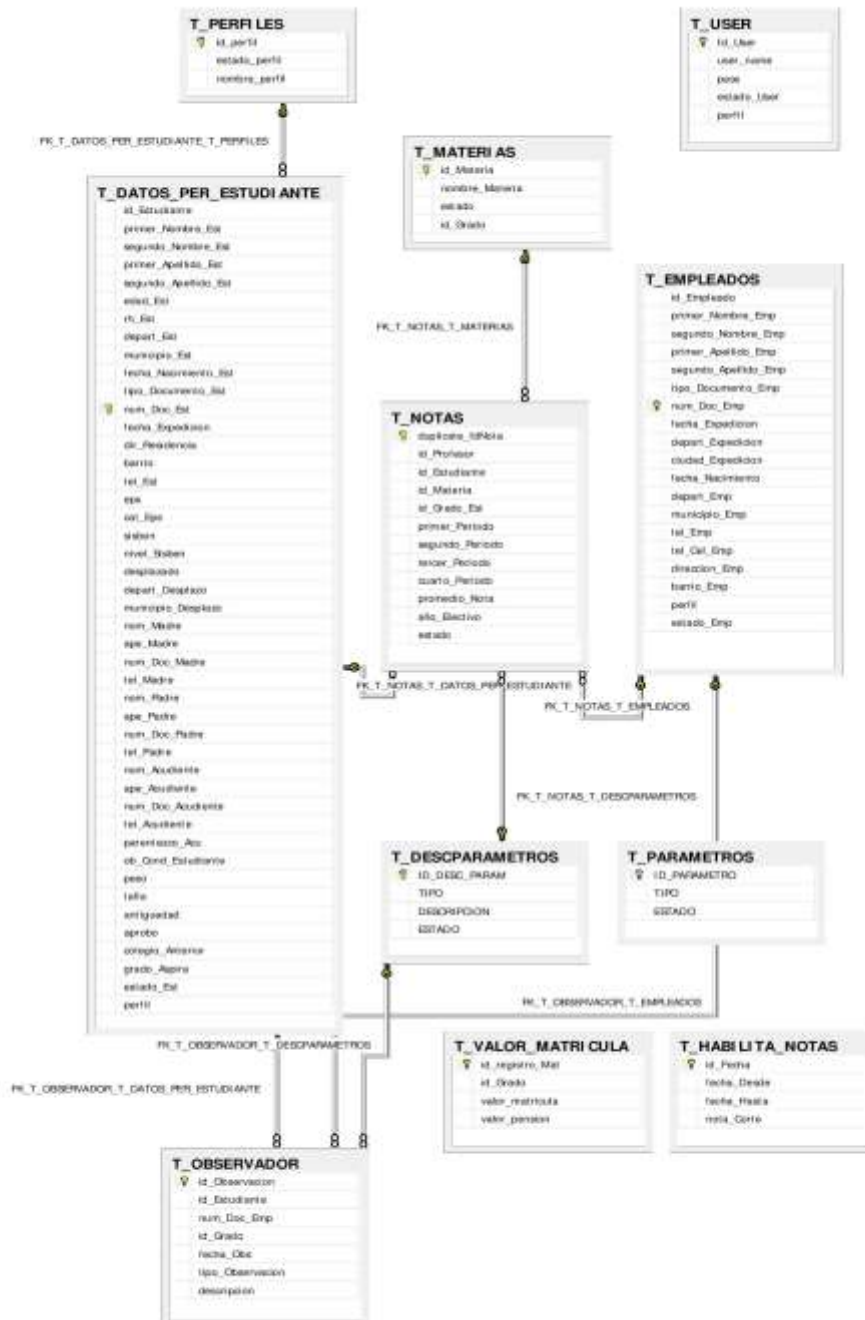 T_PERFILES
id_perfil
estado_perfil
nombre_perfil
T_USER
Id_User
user_name
estado_User
perfil
FK_T_DATOS_PER_ESTUDIANTE_T_PERFILES
T_MATERIAS
id_Materia
nombre_Materia
estado
id_Grado
T_DATOS_PER_ESTUDIANTE
id_Estudiante
primer_Nombre_Est
segundo_Nombre_Est
primer_Apellido_Est
segundo_Apellido_Est
edad_Est
rh_Est
depart_Est
municipio_Est
fecha_Nacimiento_Est
tipo_Documento_Est
num_Doc_Est
fecha_Expedicion
dir_Residencia
barrio
tel_Est
eps
sisben
nivel_Sisben
desplazado
depart_Desplazo
municipio_Desplazo
nom_Madre
ape_Madre
num_Doc_Madre
tel_Madre
nom_Padre
ape_Padre
num_Doc_Padre
tel_Padre
nom_Acudiente
ape_Acudiente
num_Doc_Acudiente
tel_Acudiente
parentesco_Acu
ob_Cond_Estudiante
peso
talla
antiguedad
aprobo
colegio_Anterior
grado_Aspira
estado_Est
perfil
T_EMPLEADOS
id_Empleado
primer_Nombre_Emp
segundo_Nombre_Emp
primer_Apellido_Emp
segundo_Apellido_Emp
tipo_Documento_Emp
num_Doc_Emp
fecha_Expedicion
depart_Expedicion
ciudad_Expedicion
fecha_Nacimiento
depart_Emp
municipio_Emp
tel_Emp
tel_Cel_Emp
direccion_Emp
barrio_Emp
perfil
estado_Emp
FK_T_NOTAS_T_MATERIAS
T_NOTAS
duplicate_IdNota
id_Profesor
id_Estudiante
id_Materia
id_Grado_Est
primer_Periodo
segundo_Periodo
tercer_Periodo
cuarto_Periodo
promedio_Nota
año_Electivo
estado
FK_T_NOTAS_T_DATOS_PER_ESTUDIANTE
FK_T_NOTAS_T_EMPLEADOS
FK_T_NOTAS_T_DESCPARAMETROS
T_DESCPARAMETROS
ID_DESC_PARAM
TIPO
DESCRIPCION
ESTADO
T_PARAMETROS
ID_PARAMETRO
TIPO
ESTADO
FK_T_OBSERVADOR_T_EMPLEADOS
FK_T_OBSERVADOR_T_DESCPARAMETROS
FK_T_OBSERVADOR_T_DATOS_PER_ESTUDIANTE
T_VALOR_MATRICULA
id_registro_Mat
id_Grado
valor_matricula
valor_pension
T_HABILITA_NOTAS
id_Fecha
fecha_Desde
fecha_Hasta
nota_Corte
T_OBSERVADOR
id_Observacion
id_Estudiante
num_Doc_Emp
id_Grado
fecha_Obs
tipo_Observacion
descripcion